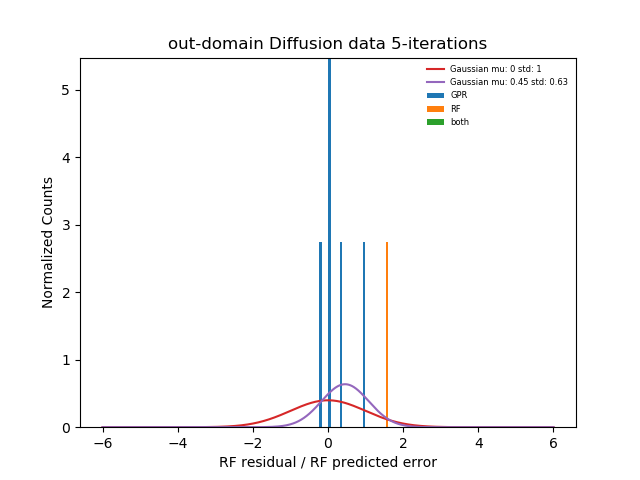 out-domain Diffusion data 5-iterations
Gaussian mu: 0 std: 1
Gaussian mu: 0.45 std: 0.63
GPR
RF
both
Normalized Counts
5
4
3
2
1
0
−6 −4 −2 0 2 4 6
RF residual / RF predicted error